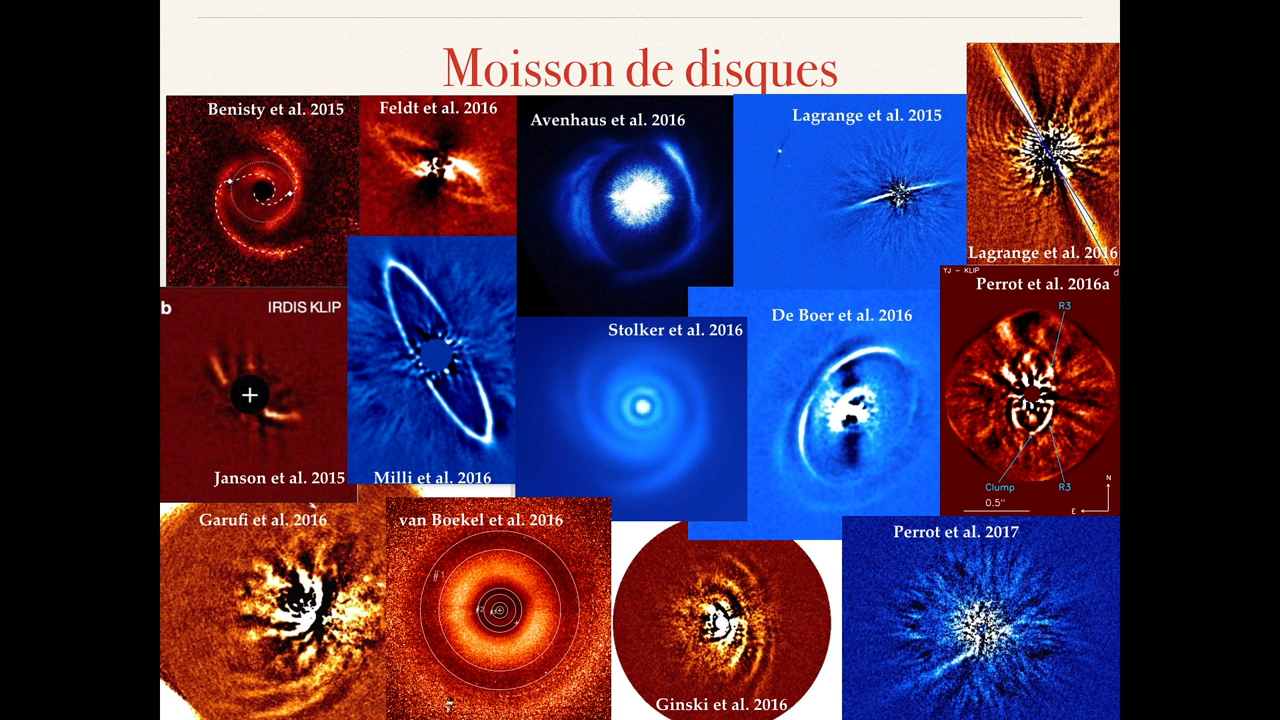 Moisson de disques
Benisty et al. 2015
Feldt et al. 2016
Avenhaus et al. 2016
Lagrange et al. 2015
Lagrange et al. 2016
b
IRDIS KLIP
Janson et al. 2015
Milli et al. 2016
Stolker et al. 2016
De Boer et al. 2016
YJ – KLIP
d
Perrot et al. 2016a
R3
Clump
R3
0.5"
N
E
Garufi et al. 2016
van Boekel et al. 2016
#1
#2
Ginski et al. 2016
Perrot et al. 2017